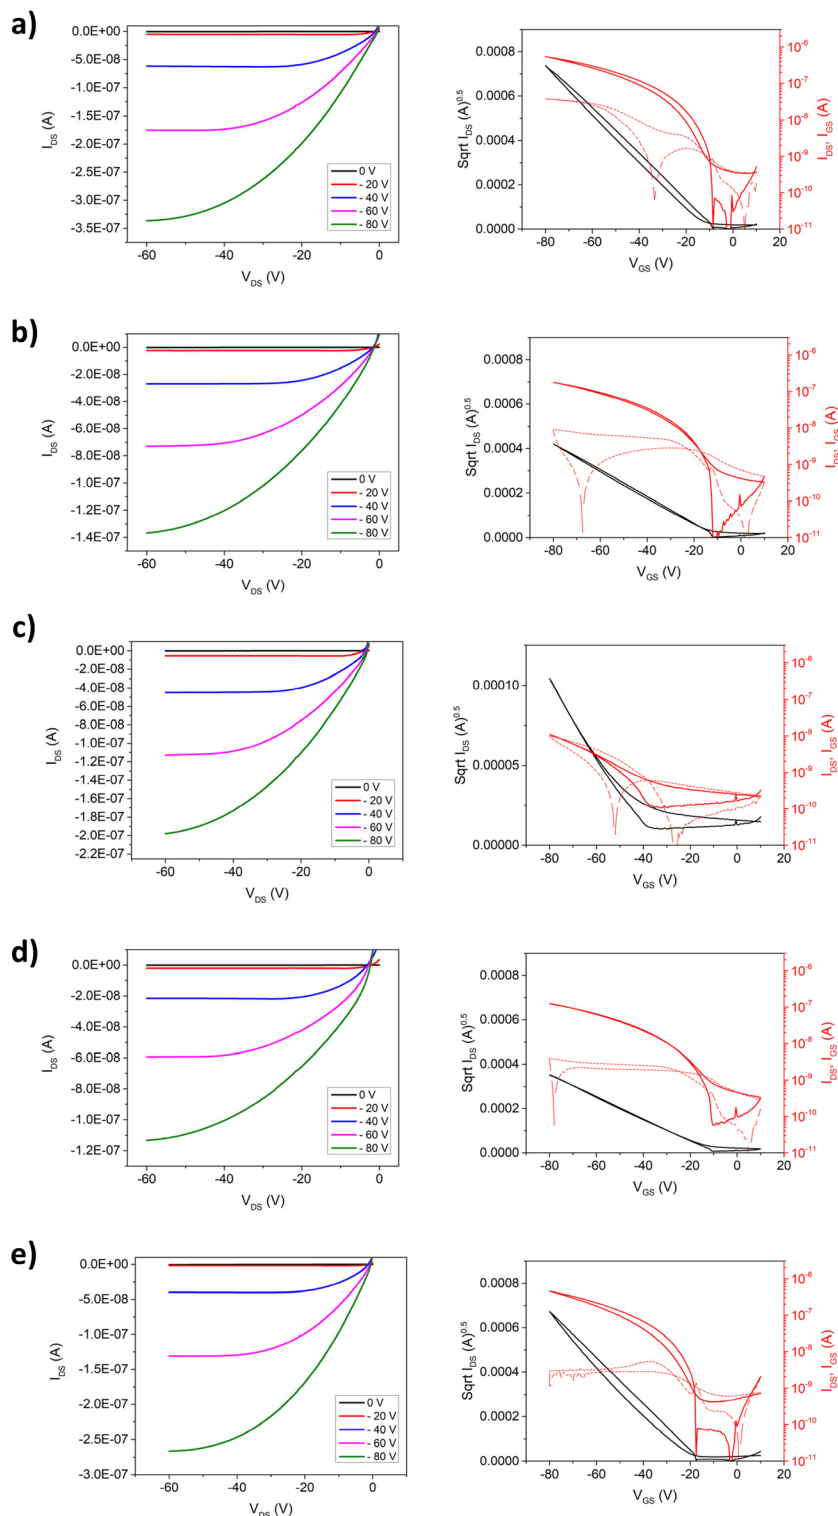 a)
0.0E+00
-5.0E-08
-1.0E-07
-1.5E-07
-2.0E-07
-2.5E-07
-3.0E-07
-3.5E-07
I_DS (A)
0 V
- 20 V
- 40 V
- 60 V
- 80 V
-60 -40 -20 0
V_DS (V)
0.0008
0.0006
0.0004
0.0002
0.0000
Sqrt I_DS (A)^0.5
10^-6
10^-7
10^-8
10^-9
10^-10
10^-11
I_DS, I_GS (A)
-80 -60 -40 -20 0 20
V_GS (V)
b)
0.0E+00
-2.0E-08
-4.0E-08
-6.0E-08
-8.0E-08
-1.0E-07
-1.2E-07
-1.4E-07
I_DS (A)
0 V
- 20 V
- 40 V
- 60 V
- 80 V
-60 -40 -20 0
V_DS (V)
0.0008
0.0006
0.0004
0.0002
0.0000
Sqrt I_DS (A)^0.5
10^-6
10^-7
10^-8
10^-9
10^-10
10^-11
I_DS, I_GS (A)
-80 -60 -40 -20 0 20
V_GS (V)
c)
0.0E+00
-2.0E-08
-4.0E-08
-6.0E-08
-8.0E-08
-1.0E-07
-1.2E-07
-1.4E-07
-1.6E-07
-1.8E-07
-2.0E-07
-2.2E-07
I_DS (A)
0 V
- 20 V
- 40 V
- 60 V
- 80 V
-60 -40 -20 0
V_DS (V)
0.00010
0.00005
0.00000
Sqrt I_DS (A)^0.5
10^-6
10^-7
10^-8
10^-9
10^-10
10^-11
I_DS, I_GS (A)
-80 -60 -40 -20 0 20
V_GS (V)
d)
0.0E+00
-2.0E-08
-4.0E-08
-6.0E-08
-8.0E-08
-1.0E-07
-1.2E-07
I_DS (A)
0 V
- 20 V
- 40 V
- 60 V
- 80 V
-60 -40 -20 0
V_DS (V)
0.0008
0.0006
0.0004
0.0002
0.0000
Sqrt I_DS (A)^0.5
10^-6
10^-7
10^-8
10^-9
10^-10
10^-11
I_DS, I_GS (A)
-80 -60 -40 -20 0 20
V_GS (V)
e)
0.0E+00
-5.0E-08
-1.0E-07
-1.5E-07
-2.0E-07
-2.5E-07
-3.0E-07
I_DS (A)
0 V
- 20 V
- 40 V
- 60 V
- 80 V
-60 -40 -20 0
V_DS (V)
0.0008
0.0006
0.0004
0.0002
0.0000
Sqrt I_DS (A)^0.5
10^-6
10^-7
10^-8
10^-9
10^-10
10^-11
I_DS, I_GS (A)
-80 -60 -40 -20 0 20
V_GS (V)